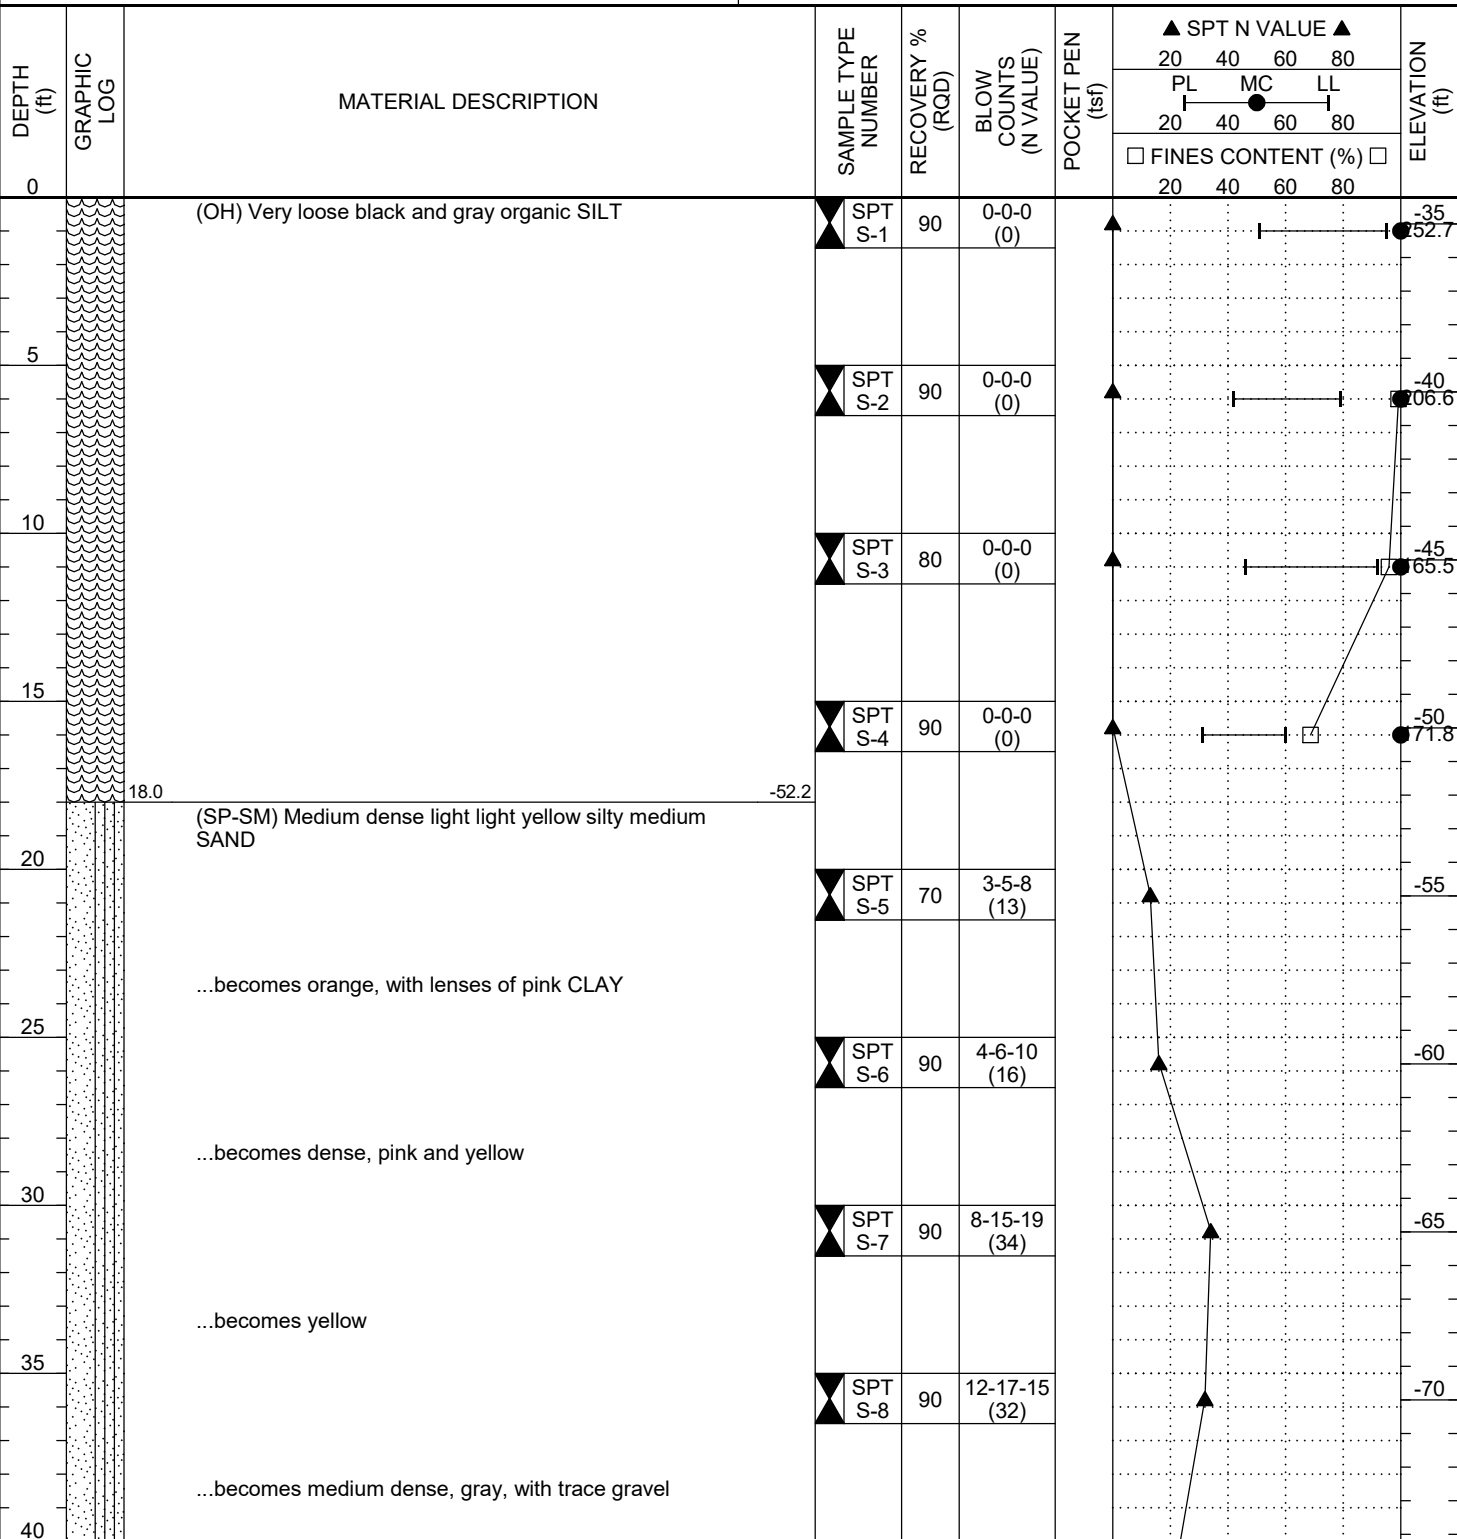 DEPTH
(ft)
GRAPHIC
LOG
MATERIAL DESCRIPTION
SAMPLE TYPE
NUMBER
RECOVERY %
(RQD)
BLOW
COUNTS
(N VALUE)
POCKET PEN
(tsf)
▲ SPT N VALUE ▲
20 40 60 80
PL MC LL
20 40 60 80
□ FINES CONTENT (%) □
20 40 60 80
ELEVATION
(ft)
0
(OH) Very loose black and gray organic SILT
SPT
S-1
90
0-0-0
(0)
-35
252.7
5
SPT
S-2
90
0-0-0
(0)
-40
206.6
10
SPT
S-3
80
0-0-0
(0)
-45
165.5
15
SPT
S-4
90
0-0-0
(0)
-50
71.8
18.0
-52.2
(SP-SM) Medium dense light light yellow silty medium
SAND
20
SPT
S-5
70
3-5-8
(13)
-55
...becomes orange, with lenses of pink CLAY
25
SPT
S-6
90
4-6-10
(16)
-60
...becomes dense, pink and yellow
30
SPT
S-7
90
8-15-19
(34)
-65
...becomes yellow
35
SPT
S-8
90
12-17-15
(32)
-70
...becomes medium dense, gray, with trace gravel
40